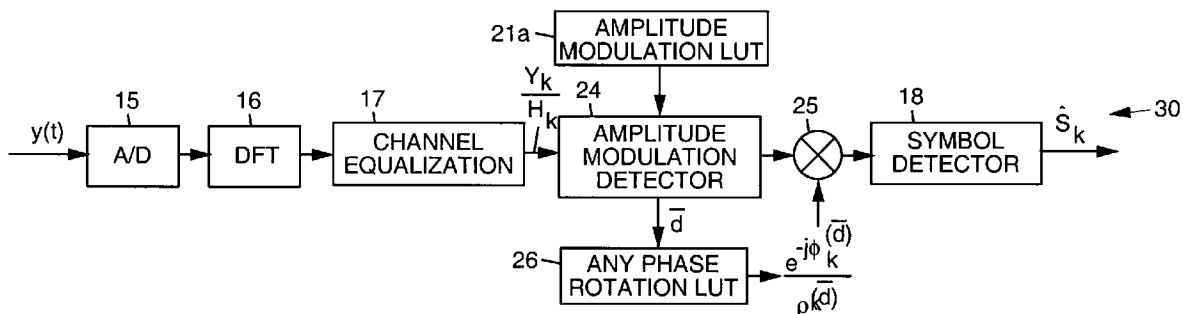 21a
AMPLITUDE
MODULATION LUT
15
16
17
Y_k
H_k
24
25
18
Ŝ_k
30
y(t)
A/D
DFT
CHANNEL
EQUALIZATION
AMPLITUDE
MODULATION
DETECTOR
SYMBOL
DETECTOR
d̅
26
ANY PHASE
ROTATION LUT
e^-jϕ_k^(d̅)
ρk^(d̅)